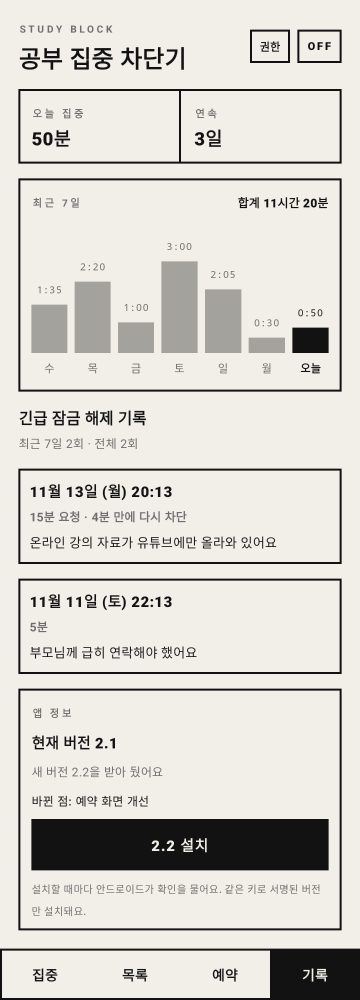 STUDY BLOCK
공부 집중 차단기
권한
OFF
오늘 집중
50분
연속
3일
최근 7일
합계 11시간 20분
1:35
2:20
1:00
3:00
2:05
0:30
0:50
수
목
금
토
일
월
오늘
긴급 잠금 해제 기록
최근 7일 2회 · 전체 2회
11월 13일 (월) 20:13
15분 요청 · 4분 만에 다시 차단
온라인 강의 자료가 유튜브에만 올라와 있어요
11월 11일 (토) 22:13
5분
부모님께 급히 연락해야 했어요
앱 정보
현재 버전 2.1
새 버전 2.2을 받아 뒀어요
바뀐 점: 예약 화면 개선
2.2 설치
설치할 때마다 안드로이드가 확인을 물어요. 같은 키로 서명된 버전
만 설치돼요.
집중
목록
예약
기록